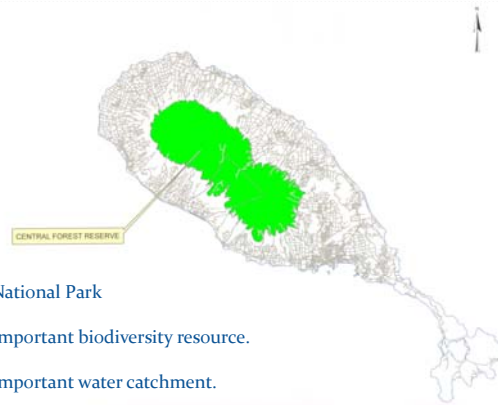 CENTRAL FOREST RESERVE
National Park
mportant biodiversity resource.
mportant water catchment.